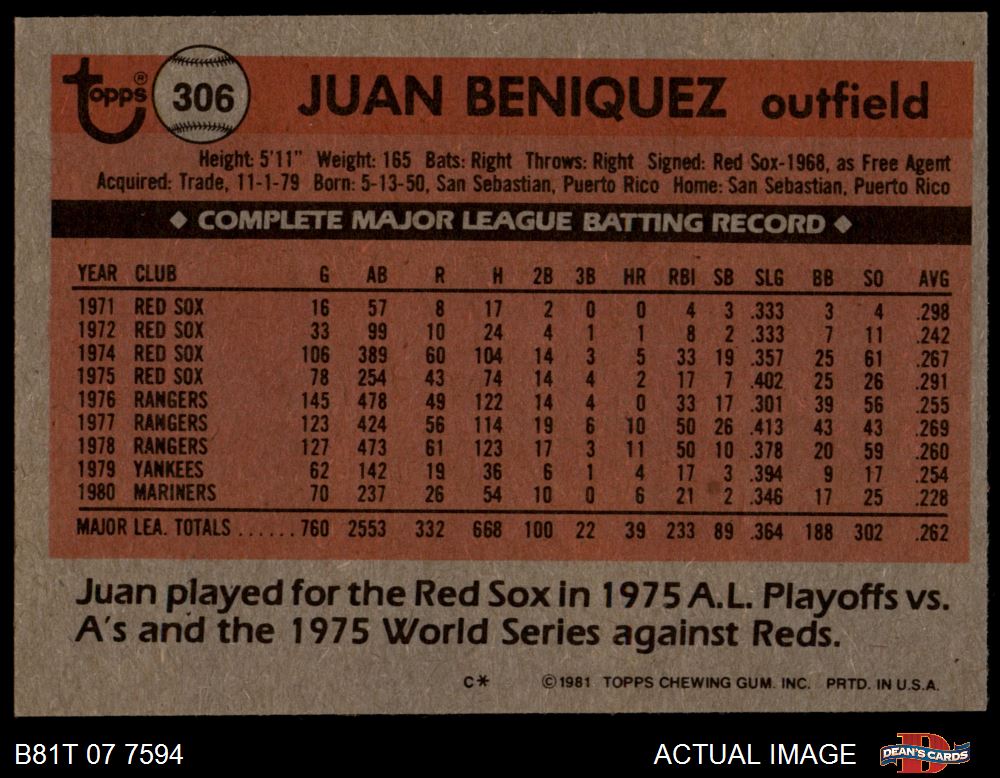 Topps® 306 JUAN BENIQUEZ outfield
Height: 5'11" Weight: 165 Bats: Right Throws: Right Signed: Red Sox-1968, as Free Agent
Acquired: Trade, 11-1-79 Born: 5-13-50, San Sebastian, Puerto Rico Home: San Sebastian, Puerto Rico
◆ COMPLETE MAJOR LEAGUE BATTING RECORD ◆
YEAR CLUB G AB R H 2B 3B HR RBI SB SLG BB SO AVG
1971 RED SOX 16 57 8 17 2 0 0 4 3 .333 3 4 .298
1972 RED SOX 33 99 10 24 4 1 1 8 2 .333 7 11 .242
1974 RED SOX 106 389 60 104 14 3 5 33 19 .357 25 61 .267
1975 RED SOX 78 254 43 74 14 4 2 17 7 .402 25 26 .291
1976 RANGERS 145 478 49 122 14 4 0 33 17 .301 39 56 .255
1977 RANGERS 123 424 56 114 19 6 10 50 26 .413 43 43 .269
1978 RANGERS 127 473 61 123 17 3 11 50 10 .378 20 59 .260
1979 YANKEES 62 142 19 36 6 1 4 17 3 .394 9 17 .254
1980 MARINERS 70 237 26 54 10 0 6 21 2 .346 17 25 .228
MAJOR LEA. TOTALS ...... 760 2553 332 668 100 22 39 233 89 .364 188 302 .262
Juan played for the Red Sox in 1975 A.L. Playoffs vs.
A's and the 1975 World Series against Reds.
C* ©1981 TOPPS CHEWING GUM. INC. PRTD. IN U.S.A.
B81T 07 7594 ACTUAL IMAGE DEAN'S CARDS